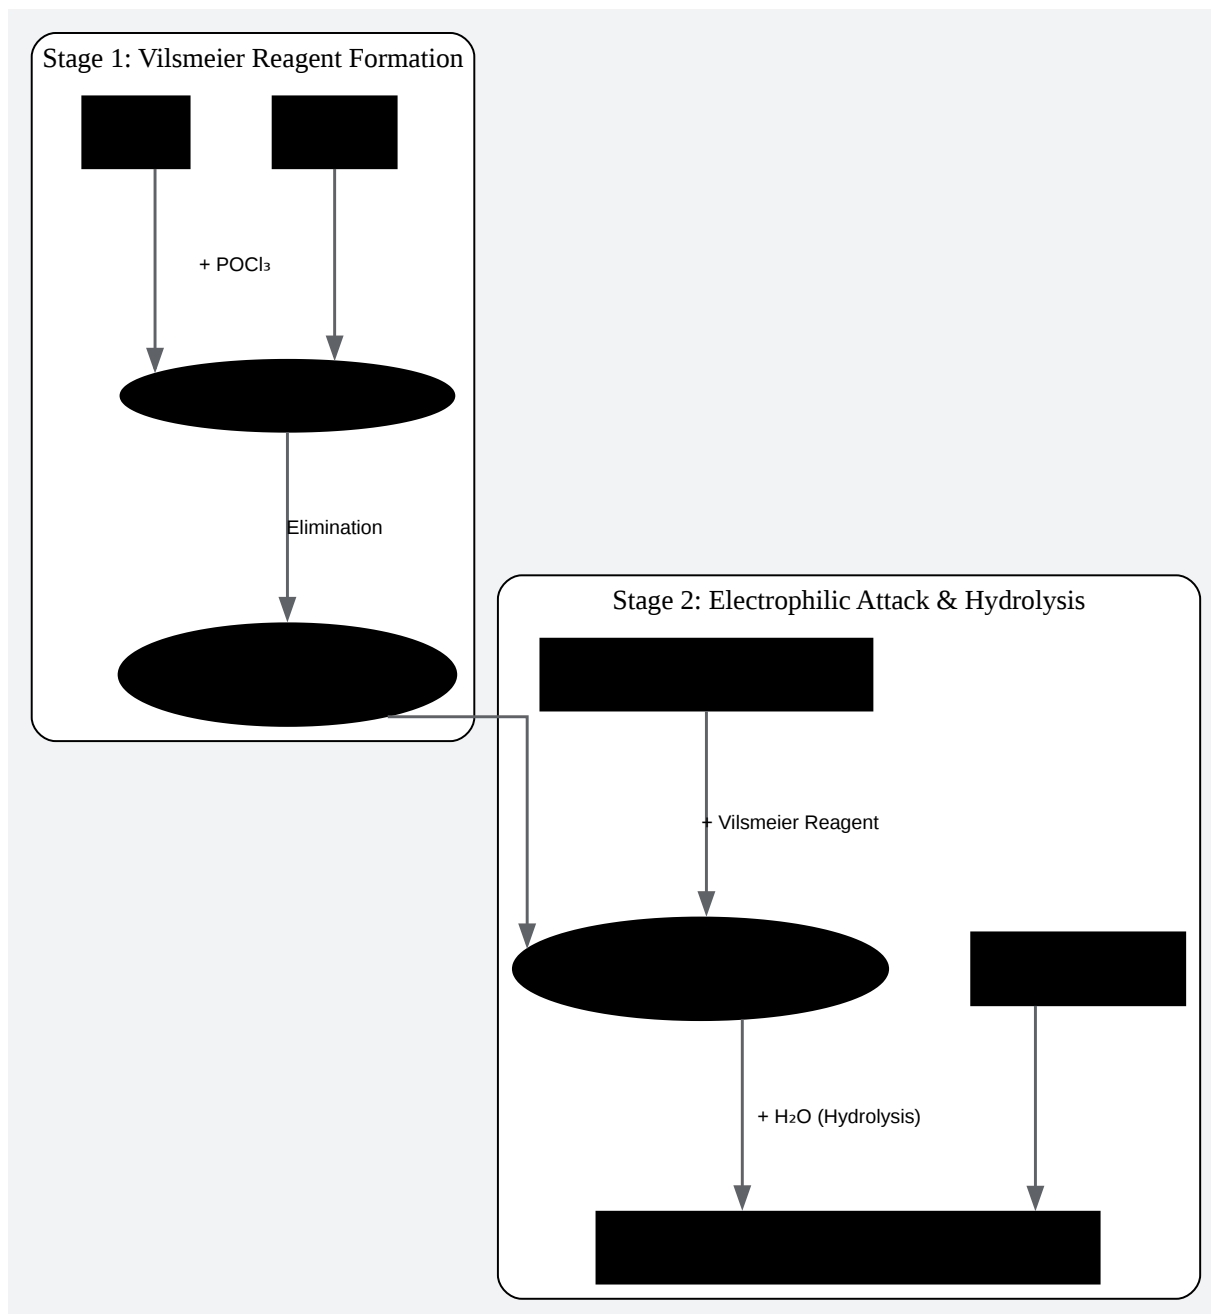 Stage 1: Vilsmeier Reagent Formation
+ POCl₃
Elimination
Stage 2: Electrophilic Attack & Hydrolysis
+ Vilsmeier Reagent
+ H₂O (Hydrolysis)